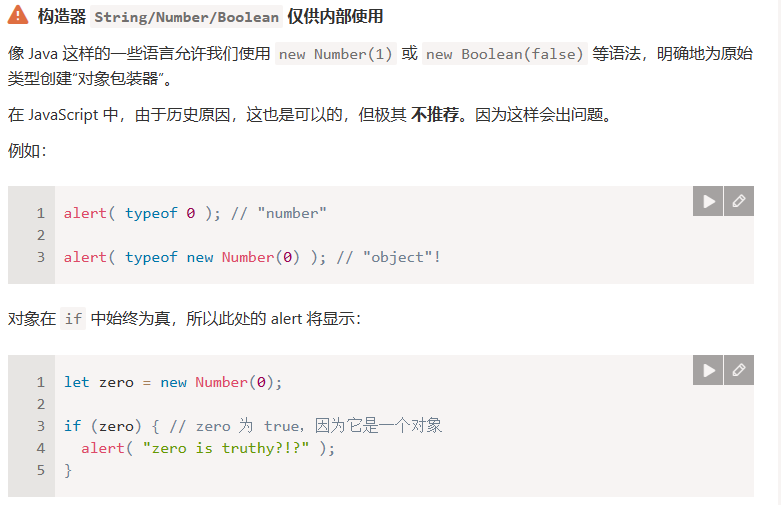 构造器 String/Number/Boolean 仅供内部使用
像 Java 这样的一些语言允许我们使用 new Number(1) 或 new Boolean(false) 等语法，明确地为原始
类型创建“对象包装器”。
在 JavaScript 中，由于历史原因，这也是可以的，但极其 不推荐。因为这样会出问题。
例如：
1 alert( typeof 0 ); // "number"
2
3 alert( typeof new Number(0) ); // "object"!
对象在 if 中始终为真，所以此处的 alert 将显示：
1 let zero = new Number(0);
2
3 if (zero) { // zero 为 true，因为它是一个对象
4   alert( "zero is truthy?!?" );
5 }